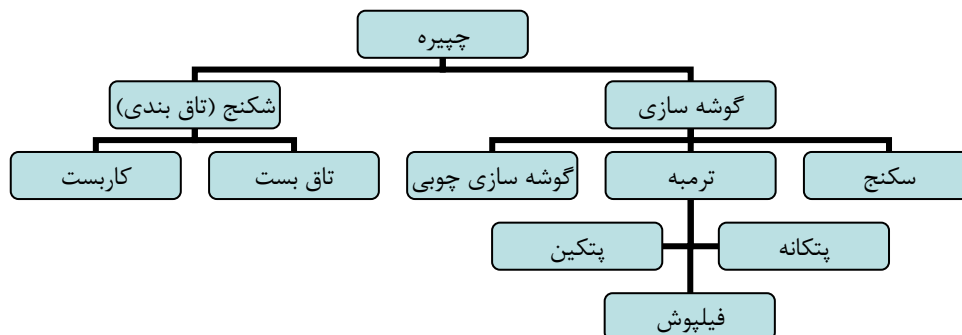 چپیره
گوشه سازی
شکنج (تاق بندی)
سکنج
ترمبه
گوشه سازی چوبی
تاق بست
کاربست
پتکانه
پتکین
فیلپوش